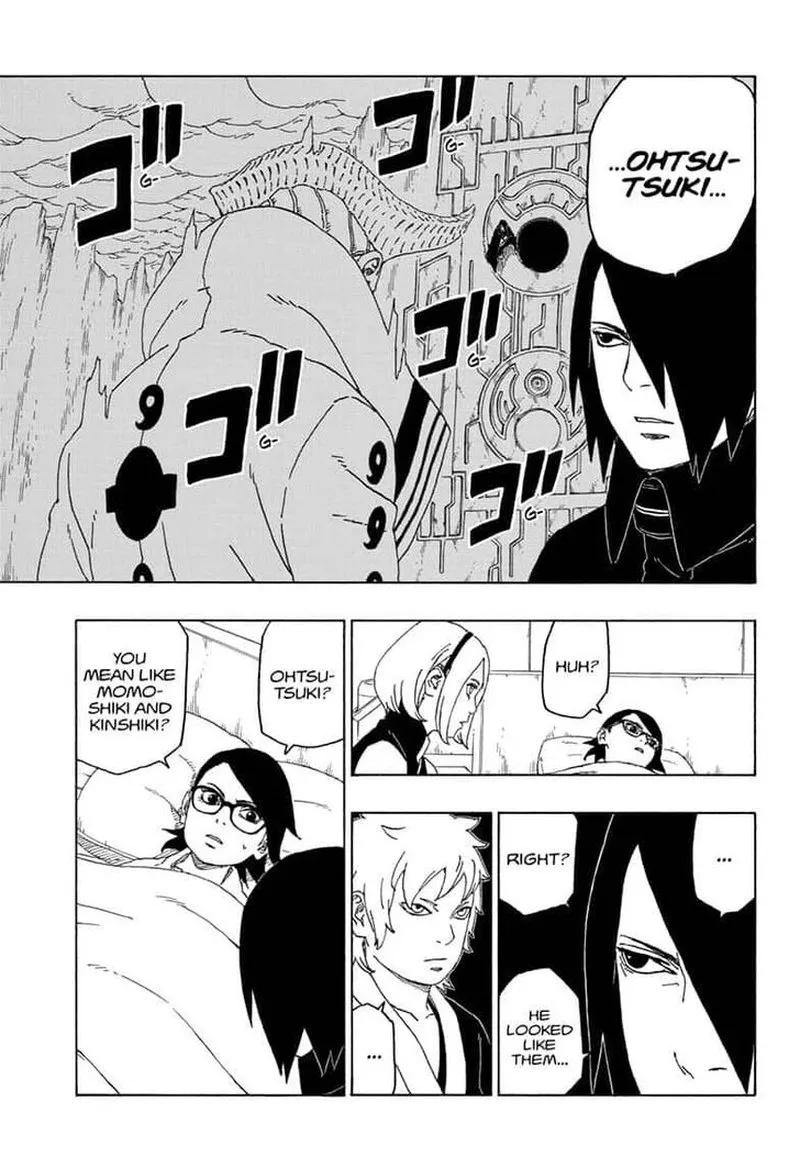 ...OHTSU-
TSUKI...
ゴ
G-
ゴ
G-
ゴ
G-
ゴ
G-
ゴ
G-
HUH?
...
RIGHT?
HE
LOOKED
LIKE
THEM...
...
OHTSU-
TSUKI?
YOU
MEAN LIKE
MOMO-
SHIKI AND
KINSHIKI?